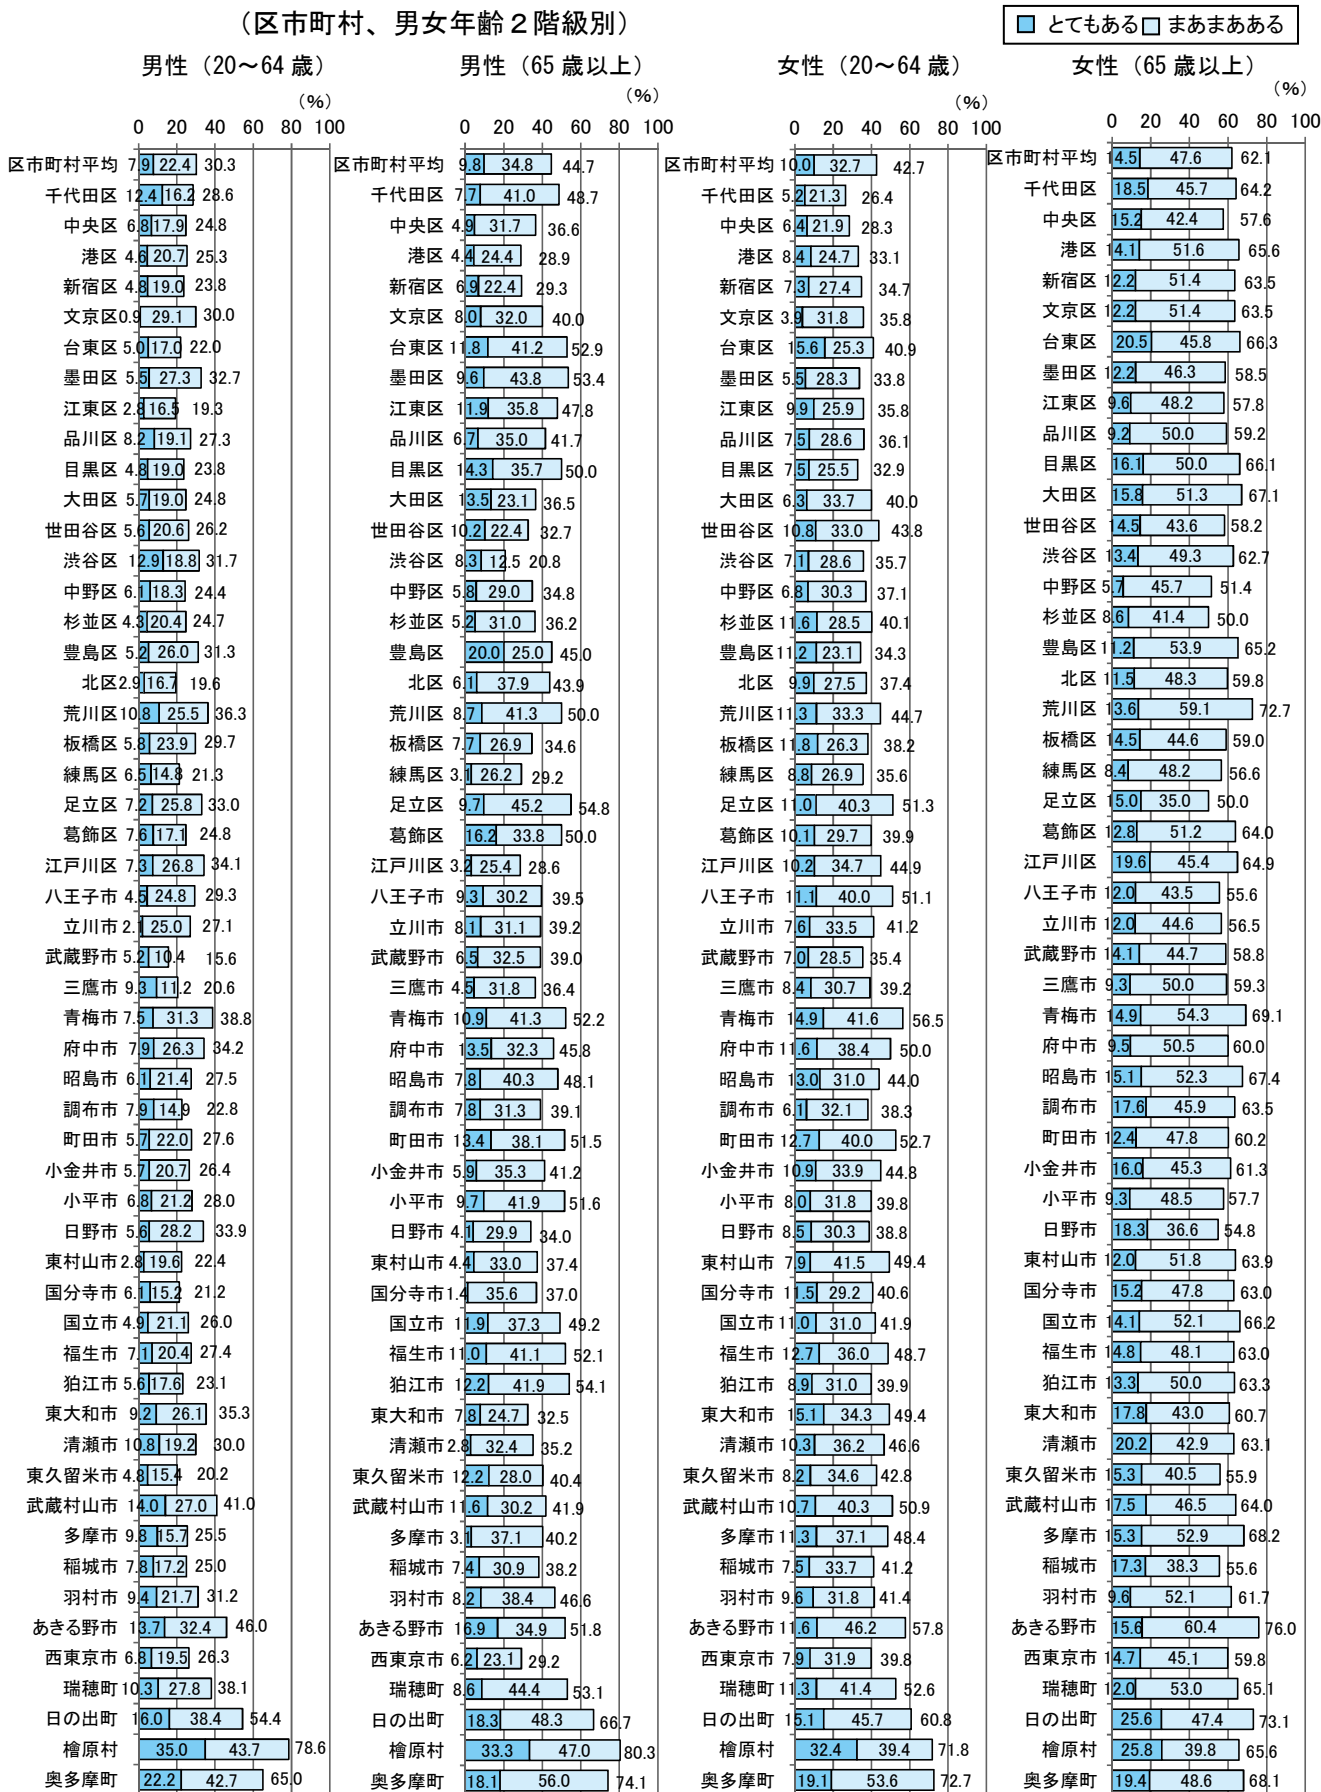 （区市町村、男女年齢２階級別）
とてもある まあまあある
男性（20～64 歳）
（%）
0 20 40 60 80 100
区市町村平均 7.9 22.4 30.3
千代田区 12.4 16.2 28.6
中央区 6.8 17.9 24.8
港区 4.6 20.7 25.3
新宿区 4.8 19.0 23.8
文京区 0.9 29.1 30.0
台東区 5.0 17.0 22.0
墨田区 5.5 27.3 32.7
江東区 2.8 16.5 19.3
品川区 8.2 19.1 27.3
目黒区 4.8 19.0 23.8
大田区 5.7 19.0 24.8
世田谷区 5.6 20.6 26.2
渋谷区 12.9 18.8 31.7
中野区 6.1 18.3 24.4
杉並区 4.3 20.4 24.7
豊島区 5.2 26.0 31.3
北区 2.9 16.7 19.6
荒川区 10.8 25.5 36.3
板橋区 5.8 23.9 29.7
練馬区 6.5 14.8 21.3
足立区 7.2 25.8 33.0
葛飾区 7.6 17.1 24.8
江戸川区 7.3 26.8 34.1
八王子市 4.5 24.8 29.3
立川市 2.1 25.0 27.1
武蔵野市 5.2 10.4 15.6
三鷹市 9.3 11.2 20.6
青梅市 7.5 31.3 38.8
府中市 7.9 26.3 34.2
昭島市 6.1 21.4 27.5
調布市 7.9 14.9 22.8
町田市 5.7 22.0 27.6
小金井市 5.7 20.7 26.4
小平市 6.8 21.2 28.0
日野市 5.6 28.2 33.9
東村山市 2.8 19.6 22.4
国分寺市 6.1 15.2 21.2
国立市 4.9 21.1 26.0
福生市 7.1 20.4 27.4
狛江市 5.6 17.6 23.1
東大和市 9.2 26.1 35.3
清瀬市 10.8 19.2 30.0
東久留米市 4.8 15.4 20.2
武蔵村山市 14.0 27.0 41.0
多摩市 9.8 15.7 25.5
稲城市 7.8 17.2 25.0
羽村市 9.4 21.7 31.2
あきる野市 13.7 32.4 46.0
西東京市 6.8 19.5 26.3
瑞穂町 10.3 27.8 38.1
日の出町 16.0 38.4 54.4
檜原村 35.0 43.7 78.6
奥多摩町 22.2 42.7 65.0
男性（65 歳以上）
（%）
0 20 40 60 80 100
区市町村平均 9.8 34.8 44.7
千代田区 7.7 41.0 48.7
中央区 4.9 31.7 36.6
港区 4.4 24.4 28.9
新宿区 6.9 22.4 29.3
文京区 8.0 32.0 40.0
台東区 11.8 41.2 52.9
墨田区 9.6 43.8 53.4
江東区 11.9 35.8 47.8
品川区 6.7 35.0 41.7
目黒区 14.3 35.7 50.0
大田区 13.5 23.1 36.5
世田谷区 10.2 22.4 32.7
渋谷区 8.3 12.5 20.8
中野区 5.8 29.0 34.8
杉並区 5.2 31.0 36.2
豊島区 20.0 25.0 45.0
北区 6.1 37.9 43.9
荒川区 8.7 41.3 50.0
板橋区 7.7 26.9 34.6
練馬区 3.1 26.2 29.2
足立区 9.7 45.2 54.8
葛飾区 16.2 33.8 50.0
江戸川区 3.2 25.4 28.6
八王子市 9.3 30.2 39.5
立川市 8.1 31.1 39.2
武蔵野市 6.5 32.5 39.0
三鷹市 4.5 31.8 36.4
青梅市 10.9 41.3 52.2
府中市 13.5 32.3 45.8
昭島市 7.8 40.3 48.1
調布市 7.8 31.3 39.1
町田市 13.4 38.1 51.5
小金井市 5.9 35.3 41.2
小平市 9.7 41.9 51.6
日野市 4.1 29.9 34.0
東村山市 4.4 33.0 37.4
国分寺市 1.4 35.6 37.0
国立市 11.9 37.3 49.2
福生市 11.0 41.1 52.1
狛江市 12.2 41.9 54.1
東大和市 7.8 24.7 32.5
清瀬市 2.8 32.4 35.2
東久留米市 12.2 28.0 40.4
武蔵村山市 11.6 30.2 41.9
多摩市 3.1 37.1 40.2
稲城市 7.4 30.9 38.2
羽村市 8.2 38.4 46.6
あきる野市 16.9 34.9 51.8
西東京市 6.2 23.1 29.2
瑞穂町 8.6 44.4 53.1
日の出町 18.3 48.3 66.7
檜原村 33.3 47.0 80.3
奥多摩町 18.1 56.0 74.1
女性（20～64 歳）
（%）
0 20 40 60 80 100
区市町村平均 10.0 32.7 42.7
千代田区 5.2 21.3 26.4
中央区 6.4 21.9 28.3
港区 8.4 24.7 33.1
新宿区 7.3 27.4 34.7
文京区 3.9 31.8 35.8
台東区 15.6 25.3 40.9
墨田区 5.5 28.3 33.8
江東区 9.9 25.9 35.8
品川区 7.5 28.6 36.1
目黒区 7.5 25.5 32.9
大田区 6.3 33.7 40.0
世田谷区 10.8 33.0 43.8
渋谷区 7.1 28.6 35.7
中野区 6.8 30.3 37.1
杉並区 11.6 28.5 40.1
豊島区 11.2 23.1 34.3
北区 9.9 27.5 37.4
荒川区 11.3 33.3 44.7
板橋区 11.8 26.3 38.2
練馬区 8.8 26.9 35.6
足立区 11.0 40.3 51.3
葛飾区 10.1 29.7 39.9
江戸川区 10.2 34.7 44.9
八王子市 11.1 40.0 51.1
立川市 7.6 33.5 41.2
武蔵野市 7.0 28.5 35.4
三鷹市 8.4 30.7 39.2
青梅市 14.9 41.6 56.5
府中市 11.6 38.4 50.0
昭島市 13.0 31.0 44.0
調布市 6.1 32.1 38.3
町田市 12.7 40.0 52.7
小金井市 10.9 33.9 44.8
小平市 8.0 31.8 39.8
日野市 8.5 30.3 38.8
東村山市 7.9 41.5 49.4
国分寺市 11.5 29.2 40.6
国立市 11.0 31.0 41.9
福生市 12.7 36.0 48.7
狛江市 8.9 31.0 39.9
東大和市 15.1 34.3 49.4
清瀬市 10.3 36.2 46.6
東久留米市 8.2 34.6 42.8
武蔵村山市 10.7 40.3 50.9
多摩市 11.3 37.1 48.4
稲城市 7.5 33.7 41.2
羽村市 9.6 31.8 41.4
あきる野市 11.6 46.2 57.8
西東京市 7.9 31.9 39.8
瑞穂町 11.3 41.4 52.6
日の出町 15.1 45.7 60.8
檜原村 32.4 39.4 71.8
奥多摩町 19.1 53.6 72.7
女性（65 歳以上）
（%）
0 20 40 60 80 100
区市町村平均 14.5 47.6 62.1
千代田区 18.5 45.7 64.2
中央区 15.2 42.4 57.6
港区 14.1 51.6 65.6
新宿区 12.2 51.4 63.5
文京区 12.2 51.4 63.5
台東区 20.5 45.8 66.3
墨田区 12.2 46.3 58.5
江東区 9.6 48.2 57.8
品川区 9.2 50.0 59.2
目黒区 16.1 50.0 66.1
大田区 15.8 51.3 67.1
世田谷区 14.5 43.6 58.2
渋谷区 13.4 49.3 62.7
中野区 5.7 45.7 51.4
杉並区 8.6 41.4 50.0
豊島区 11.2 53.9 65.2
北区 11.5 48.3 59.8
荒川区 13.6 59.1 72.7
板橋区 14.5 44.6 59.0
練馬区 8.4 48.2 56.6
足立区 15.0 35.0 50.0
葛飾区 12.8 51.2 64.0
江戸川区 19.6 45.4 64.9
八王子市 12.0 43.5 55.6
立川市 12.0 44.6 56.5
武蔵野市 14.1 44.7 58.8
三鷹市 9.3 50.0 59.3
青梅市 14.9 54.3 69.1
府中市 9.5 50.5 60.0
昭島市 15.1 52.3 67.4
調布市 17.6 45.9 63.5
町田市 12.4 47.8 60.2
小金井市 16.0 45.3 61.3
小平市 9.3 48.5 57.7
日野市 18.3 36.6 54.8
東村山市 12.0 51.8 63.9
国分寺市 15.2 47.8 63.0
国立市 14.1 52.1 66.2
福生市 14.8 48.1 63.0
狛江市 13.3 50.0 63.3
東大和市 17.8 43.0 60.7
清瀬市 20.2 42.9 63.1
東久留米市 15.3 40.5 55.9
武蔵村山市 17.5 46.5 64.0
多摩市 15.3 52.9 68.2
稲城市 17.3 38.3 55.6
羽村市 9.6 52.1 61.7
あきる野市 15.6 60.4 76.0
西東京市 14.7 45.1 59.8
瑞穂町 12.0 53.0 65.1
日の出町 25.6 47.4 73.1
檜原村 25.8 39.8 65.6
奥多摩町 19.4 48.6 68.1